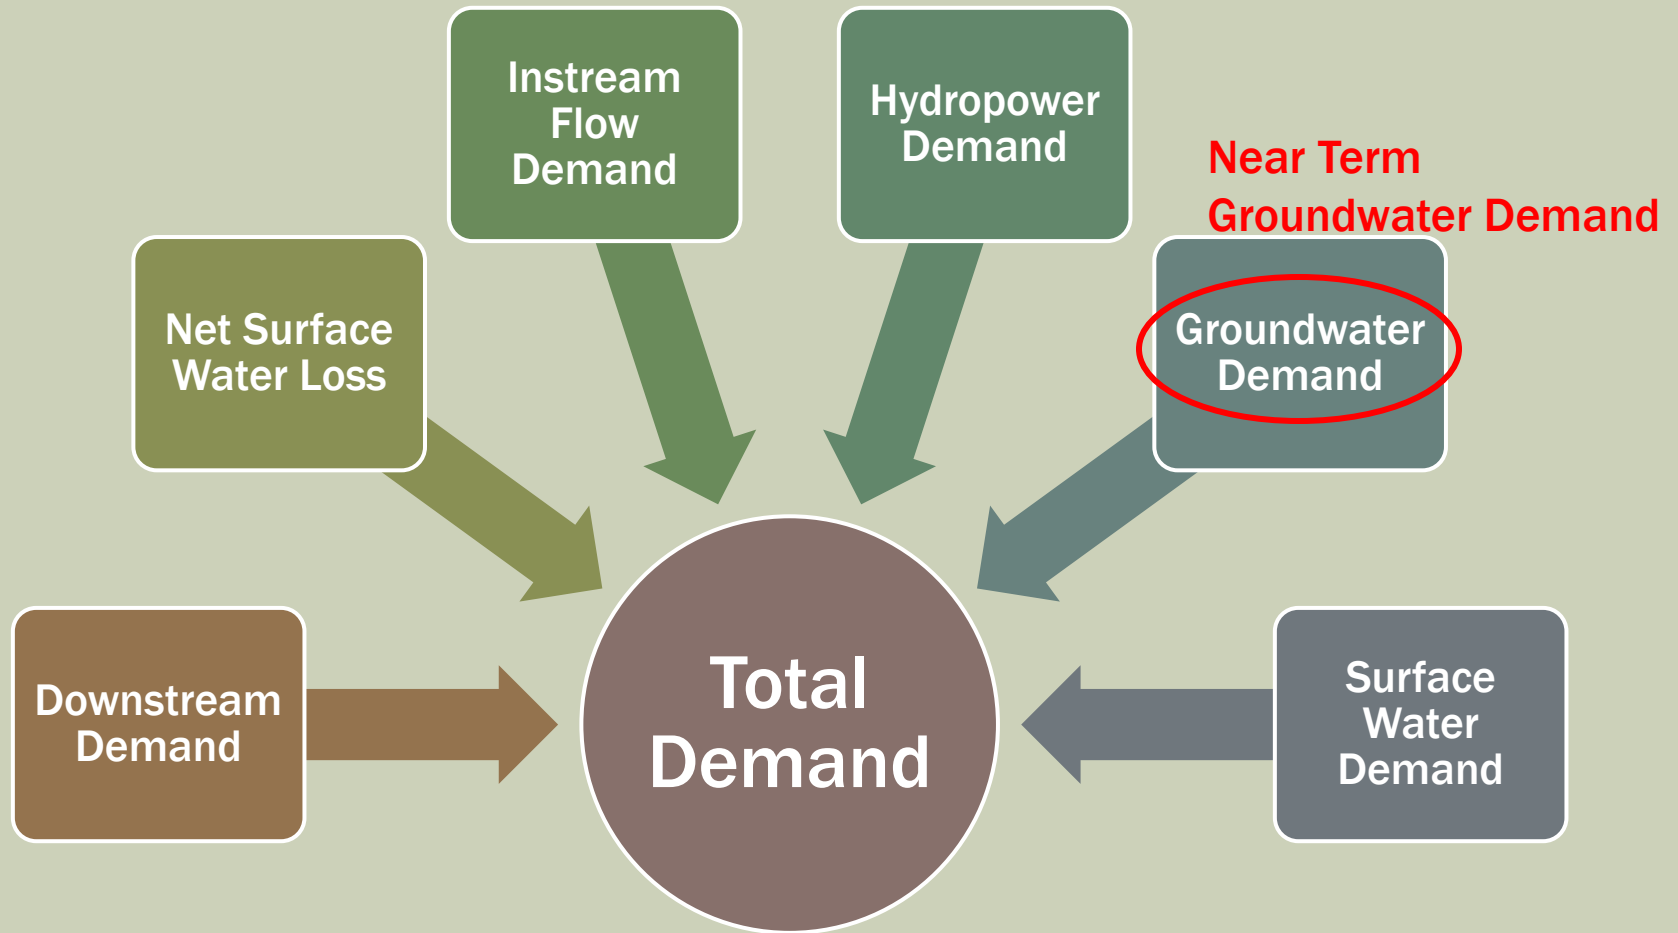 Instream
Flow
Demand
Hydropower
Demand
Near Term
Groundwater Demand
Net Surface
Water Loss
Groundwater
Demand
Downstream
Demand
Total
Demand
Surface
Water
Demand